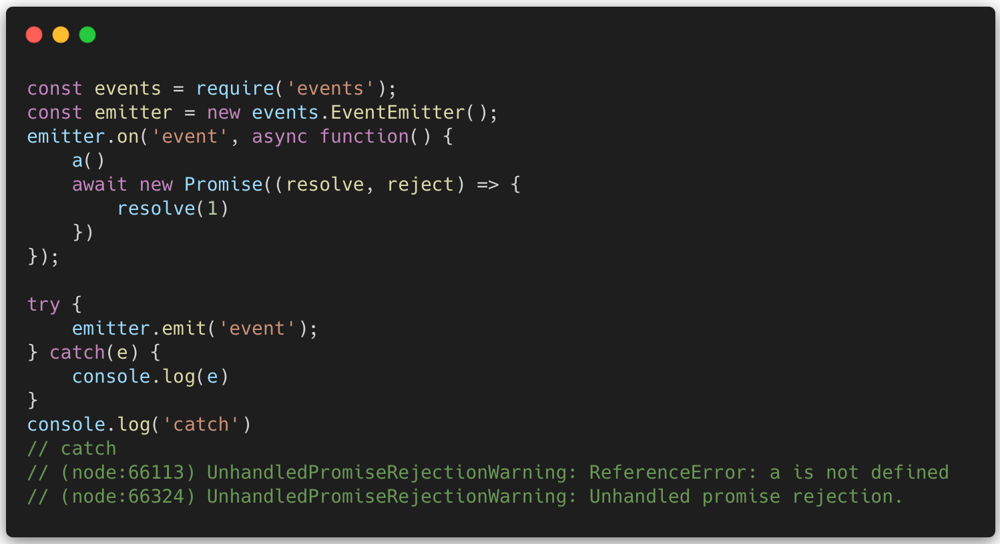 const events = require('events');
const emitter = new events.EventEmitter();
emitter.on('event', async function() {
    a()
    await new Promise((resolve, reject) => {
        resolve(1)
    })
});

try {
    emitter.emit('event');
} catch(e) {
    console.log(e)
}
console.log('catch')
// catch
// (node:66113) UnhandledPromiseRejectionWarning: ReferenceError: a is not defined
// (node:66324) UnhandledPromiseRejectionWarning: Unhandled promise rejection.